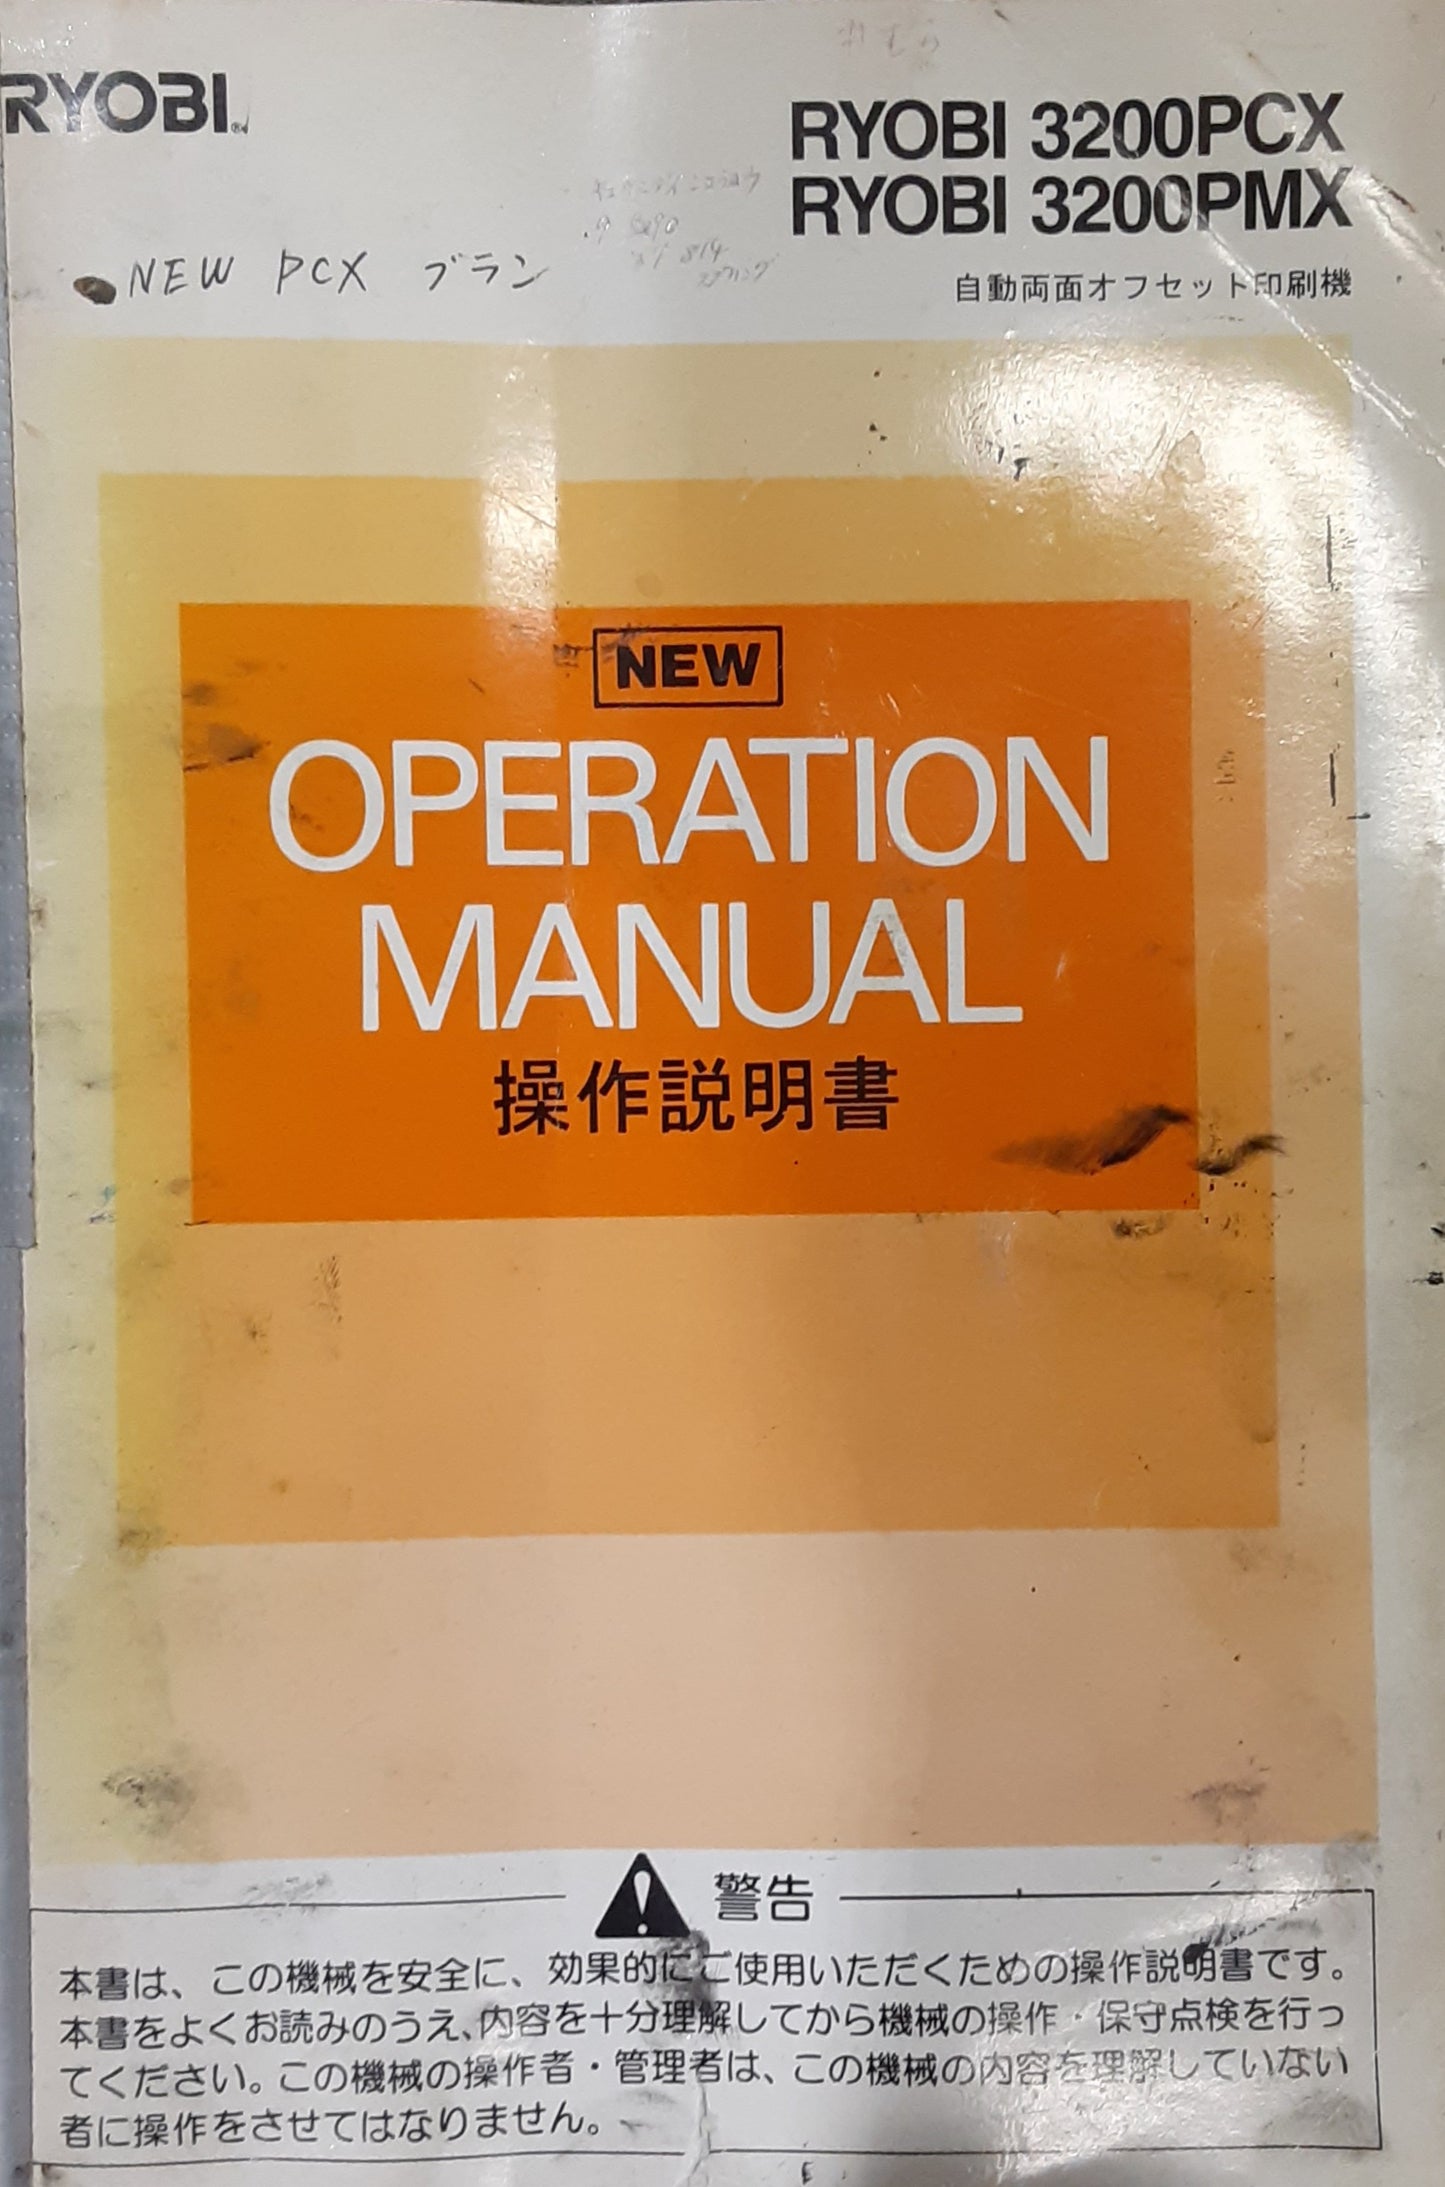 RYOBI®
RYOBI 3200PCX
RYOBI 3200PMX
NEW PCX ブラン
自動両面オフセット印刷機
NEW
OPERATION
MANUAL
操作説明書
警告
本書は、この機械を安全に、効果的にご使用いただくための操作説明書です。
本書をよくお読みのうえ、内容を十分理解してから機械の操作・保守点検を行っ
てください。この機械の操作者・管理者は、この機械の内容を理解していない
者に操作をさせてはなりません。